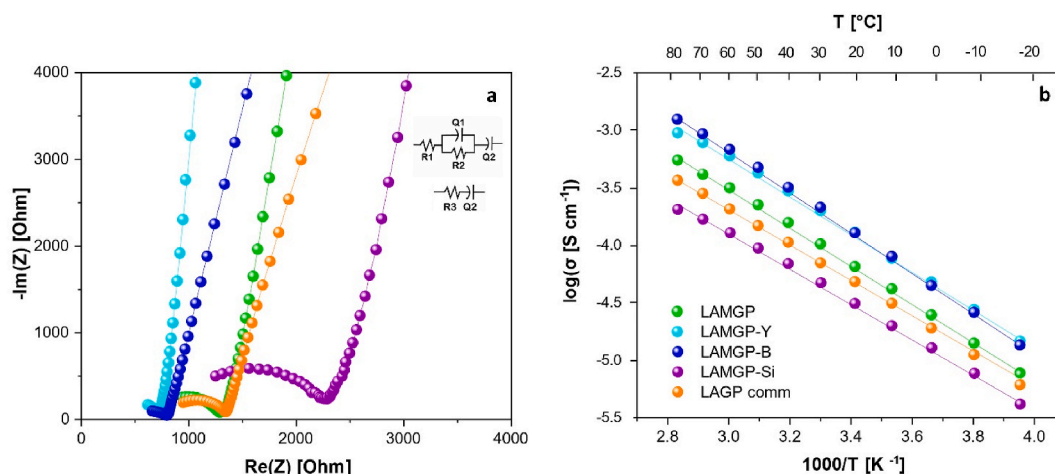 4000
3000
2000
1000
0
0 1000 2000 3000 4000
-Im(Z) [Ohm]
Re(Z) [Ohm]
a
Q1
R1 R2 Q2
R3 Q2
T [°C]
80 70 60 50 40 30 20 10 0 -10 -20
-2.5
-3.0
-3.5
-4.0
-4.5
-5.0
-5.5
2.8 3.0 3.2 3.4 3.6 3.8 4.0
log(σ [S cm⁻¹]
1000/T [K ⁻¹]
b
LAMGP
LAMGP-Y
LAMGP-B
LAMGP-Si
LAGP comm